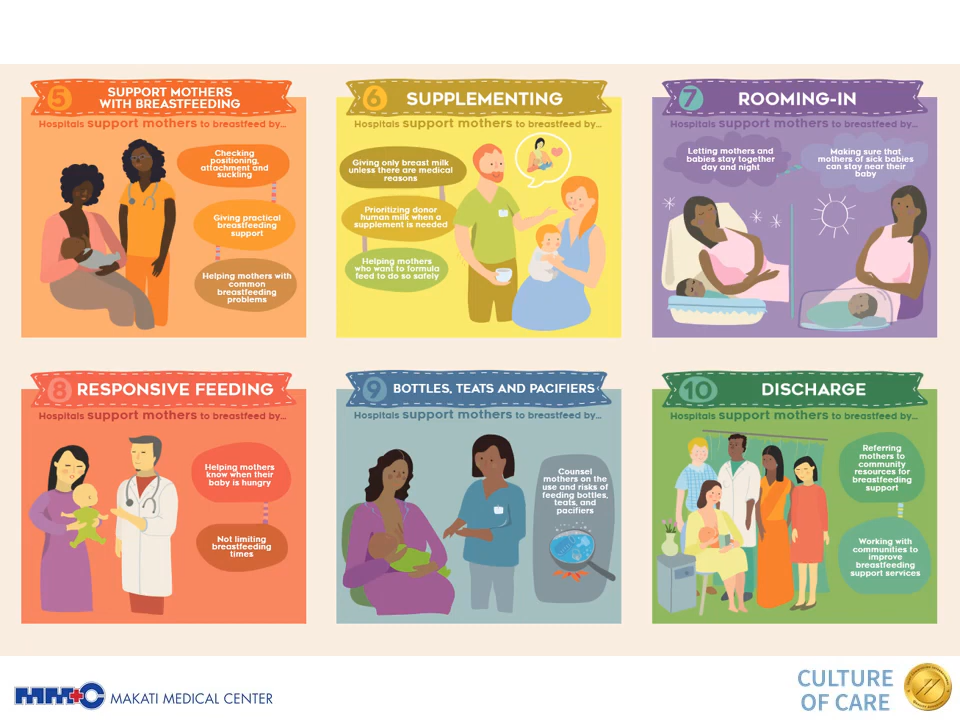 5
SUPPORT MOTHERS
WITH BREASTFEEDING
Hospitals support mothers to breastfeed by...
Checking
positioning,
attachment and
suckling
Giving practical
breastfeeding
support
Helping mothers with
common
breastfeeding
problems
6
SUPPLEMENTING
Hospitals support mothers to breastfeed by...
Giving only breast milk
unless there are medical
reasons
Prioritizing donor
human milk when a
supplement is needed
Helping mothers
who want to formula
feed to do so safely
7
ROOMING-IN
Hospitals support mothers to breastfeed by...
Letting mothers and
babies stay together
day and night
Making sure that
mothers of sick babies
can stay near their
baby
8
RESPONSIVE FEEDING
Hospitals support mothers to breastfeed by...
Helping mothers
know when their
baby is hungry
Not limiting
breastfeeding
times
9
BOTTLES, TEATS AND PACIFIERS
Hospitals support mothers to breastfeed by...
Counsel
mothers on the
use and risks of
feeding bottles,
teats, and
pacifiers
10
DISCHARGE
Hospitals support mothers to breastfeed by...
Referring
mothers to
community
resources for
breastfeeding
support
Working with
communities to
improve
breastfeeding
support services
MMC MAKATI MEDICAL CENTER
CULTURE
OF CARE